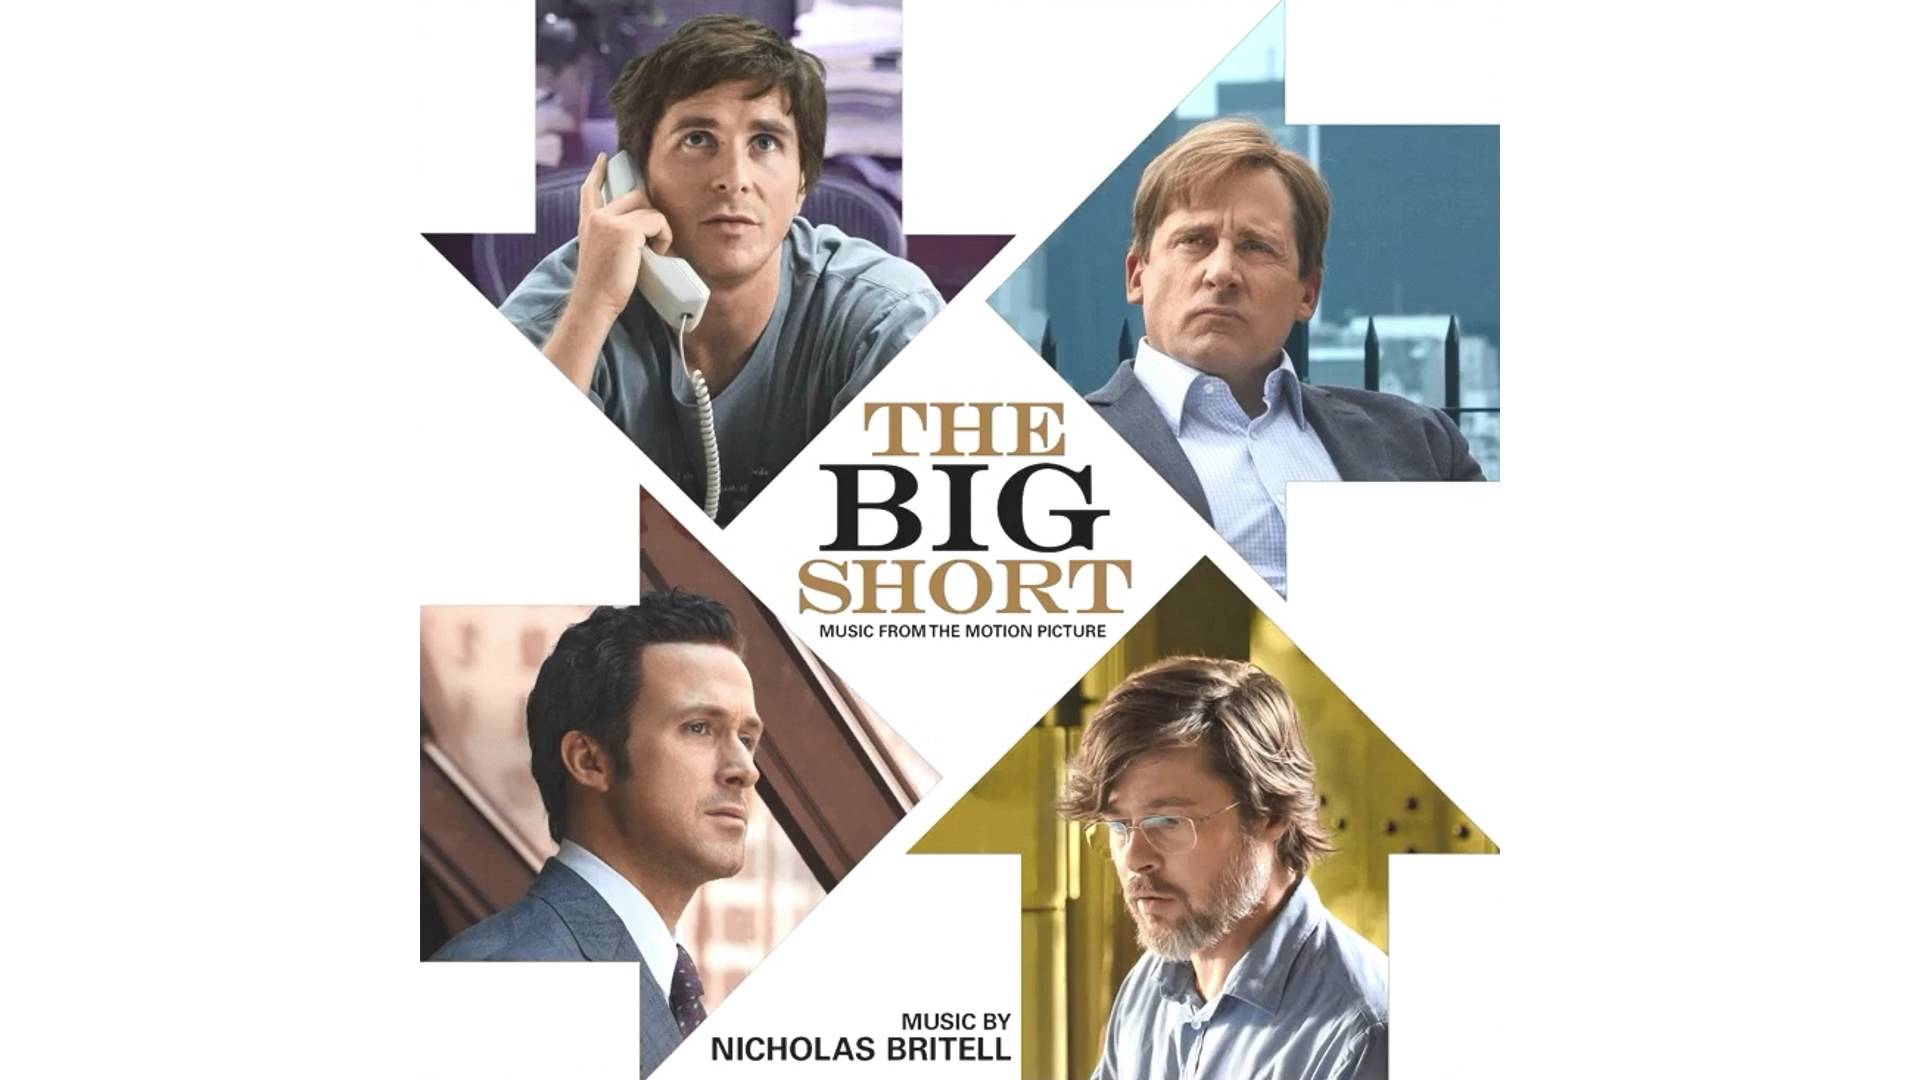 THE
BIG
SHORT
MUSIC FROM THE MOTION PICTURE
MUSIC BY
NICHOLAS BRITELL